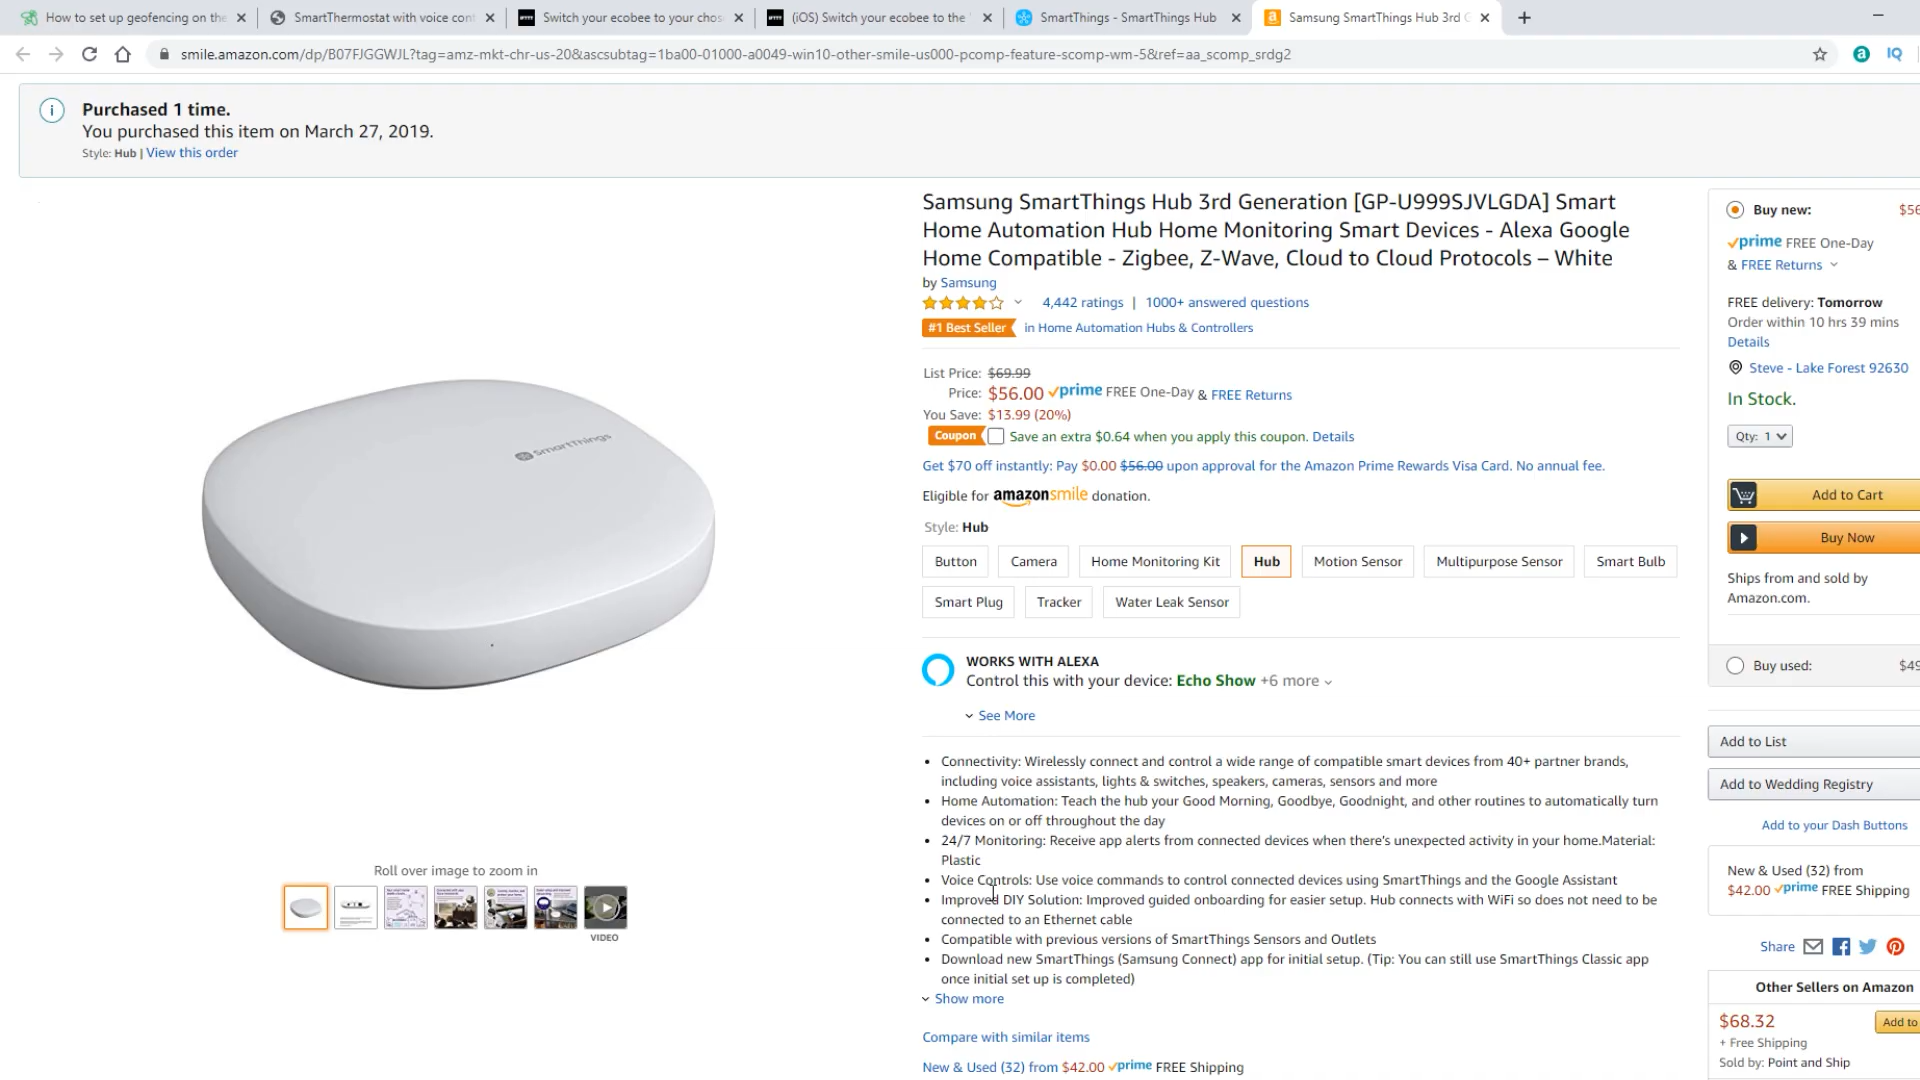 How to set up geofencing on the
SmartThermostat with voice cont
Switch your ecobee to your chos
(iOS) Switch your ecobee to the
SmartThings - SmartThings Hub
Samsung SmartThings Hub 3rd G
smile.amazon.com/dp/B07FJGGWJL?tag=amz-mkt-chr-us-20&ascsubtag=1ba00-01000-a0049-win10-other-smile-us000-pcomp-feature-scomp-wm-5&ref=aa_scomp_srdg2
Purchased 1 time.
You purchased this item on March 27, 2019.
Style: Hub | View this order
SmartThings
Roll over image to zoom in
VIDEO
Samsung SmartThings Hub 3rd Generation [GP-U999SJVLGDA] Smart
Home Automation Hub Home Monitoring Smart Devices - Alexa Google
Home Compatible - Zigbee, Z-Wave, Cloud to Cloud Protocols – White
by Samsung
4,442 ratings | 1000+ answered questions
#1 Best Seller in Home Automation Hubs & Controllers
List Price: $69.99
Price: $56.00 prime FREE One-Day & FREE Returns
You Save: $13.99 (20%)
Coupon Save an extra $0.64 when you apply this coupon. Details
Get $70 off instantly: Pay $0.00 $56.00 upon approval for the Amazon Prime Rewards Visa Card. No annual fee.
Eligible for amazonsmile donation.
Style: Hub
Button Camera Home Monitoring Kit Hub Motion Sensor Multipurpose Sensor Smart Bulb
Smart Plug Tracker Water Leak Sensor
WORKS WITH ALEXA
Control this with your device: Echo Show +6 more
See More
• Connectivity: Wirelessly connect and control a wide range of compatible smart devices from 40+ partner brands,
including voice assistants, lights & switches, speakers, cameras, sensors and more
• Home Automation: Teach the hub your Good Morning, Goodbye, Goodnight, and other routines to automatically turn
devices on or off throughout the day
• 24/7 Monitoring: Receive app alerts from connected devices when there's unexpected activity in your home.Material:
Plastic
• Voice Controls: Use voice commands to control connected devices using SmartThings and the Google Assistant
• Improved DIY Solution: Improved guided onboarding for easier setup. Hub connects with WiFi so does not need to be
connected to an Ethernet cable
• Compatible with previous versions of SmartThings Sensors and Outlets
• Download new SmartThings (Samsung Connect) app for initial setup. (Tip: You can still use SmartThings Classic app
once initial set up is completed)
Show more
Compare with similar items
New & Used (32) from $42.00 prime FREE Shipping
Buy new: $56
prime FREE One-Day
& FREE Returns
FREE delivery: Tomorrow
Order within 10 hrs 39 mins
Details
Steve - Lake Forest 92630
In Stock.
Qty: 1
Add to Cart
Buy Now
Ships from and sold by
Amazon.com.
Buy used: $49
Add to List
Add to Wedding Registry
Add to your Dash Buttons
New & Used (32) from
$42.00 prime FREE Shipping
Share
Other Sellers on Amazon
$68.32 Add to
+ Free Shipping
Sold by: Point and Ship